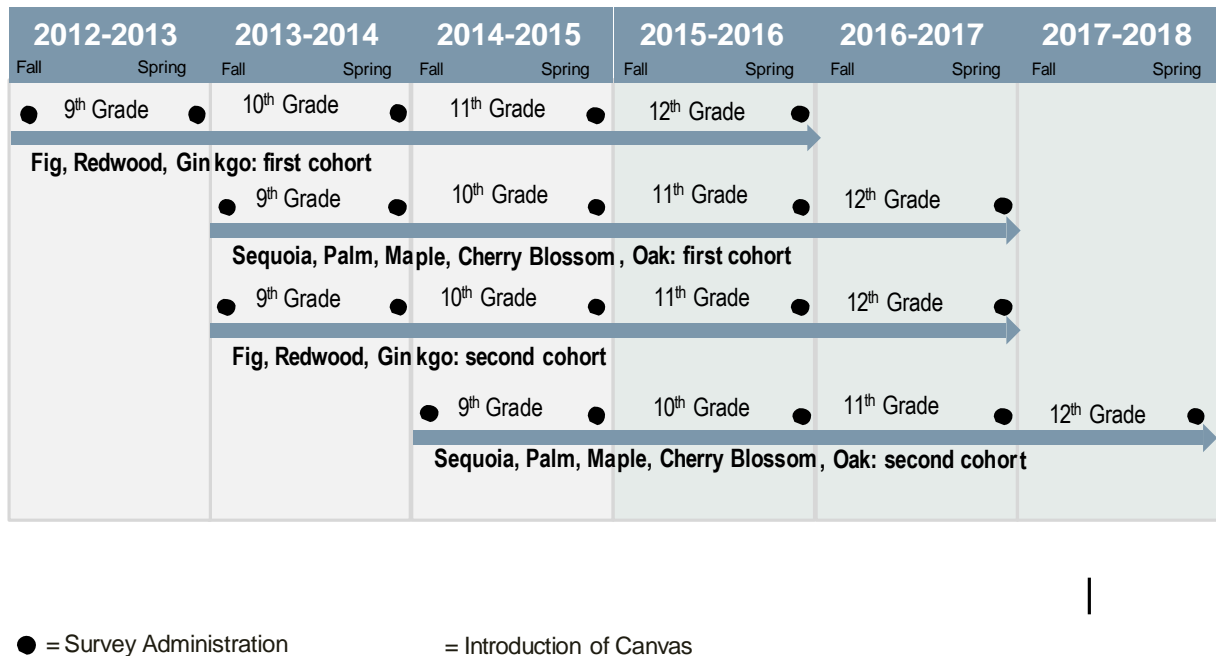 2012-2013 2013-2014 2014-2015 2015-2016 2016-2017 2017-2018
Fall Spring Fall Spring Fall Spring Fall Spring Fall Spring Fall Spring
9th Grade 10th Grade 11th Grade 12th Grade
Fig, Redwood, Ginkgo: first cohort
9th Grade 10th Grade 11th Grade 12th Grade
Sequoia, Palm, Maple, Cherry Blossom, Oak: first cohort
9th Grade 10th Grade 11th Grade 12th Grade
Fig, Redwood, Ginkgo: second cohort
9th Grade 10th Grade 11th Grade 12th Grade
Sequoia, Palm, Maple, Cherry Blossom, Oak: second cohort
= Survey Administration = Introduction of Canvas